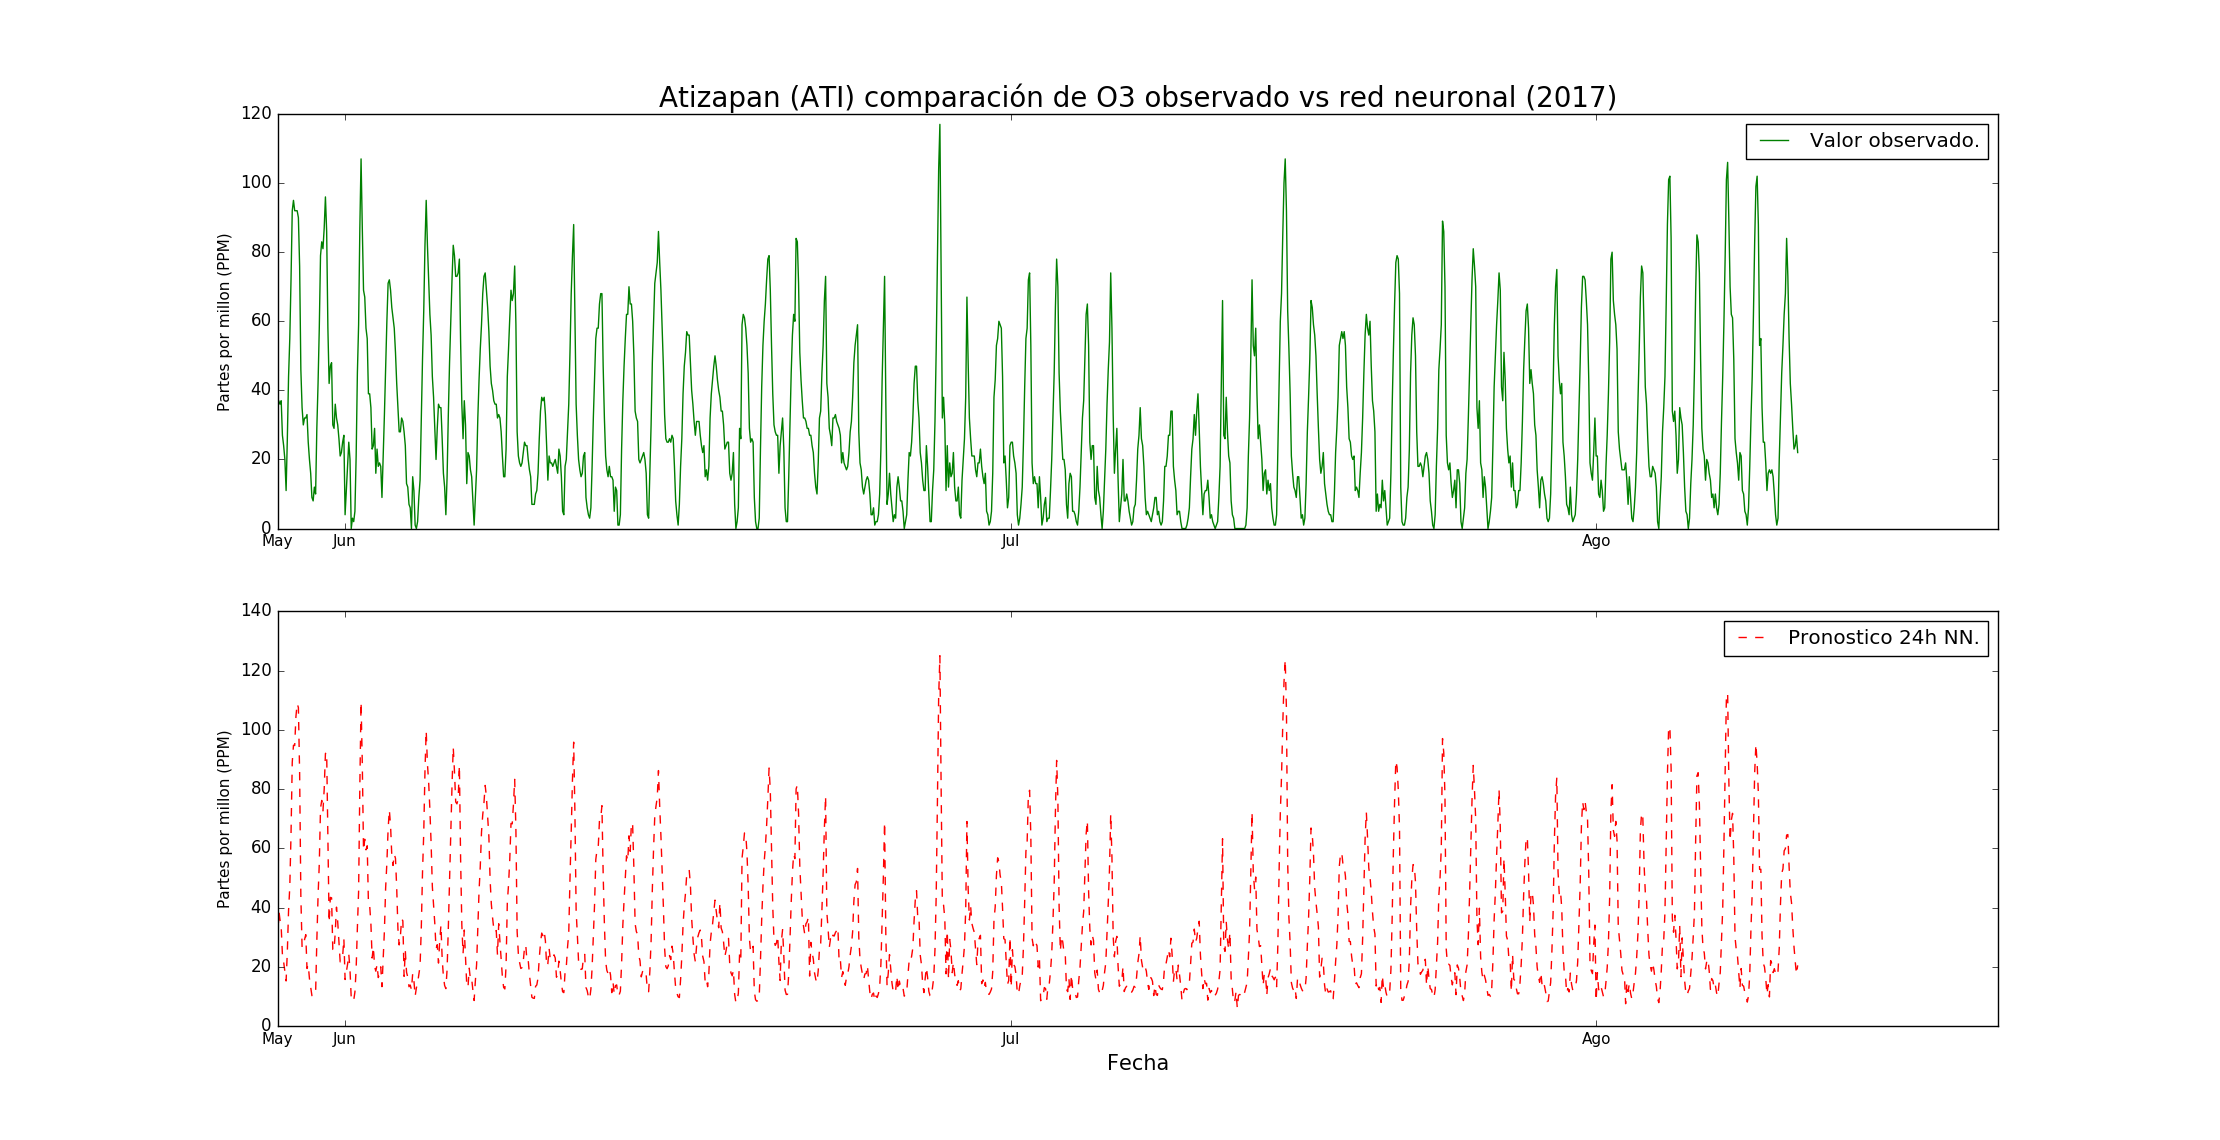 Atizapan (ATI) comparación de O3 observado vs red neuronal (2017)
120
100
80
60
40
20
0
Partes por millon (PPM)
Valor observado.
May Jun Jul Ago
140
120
100
80
60
40
20
0
Partes por millon (PPM)
Pronostico 24h NN.
May Jun Jul Ago
Fecha